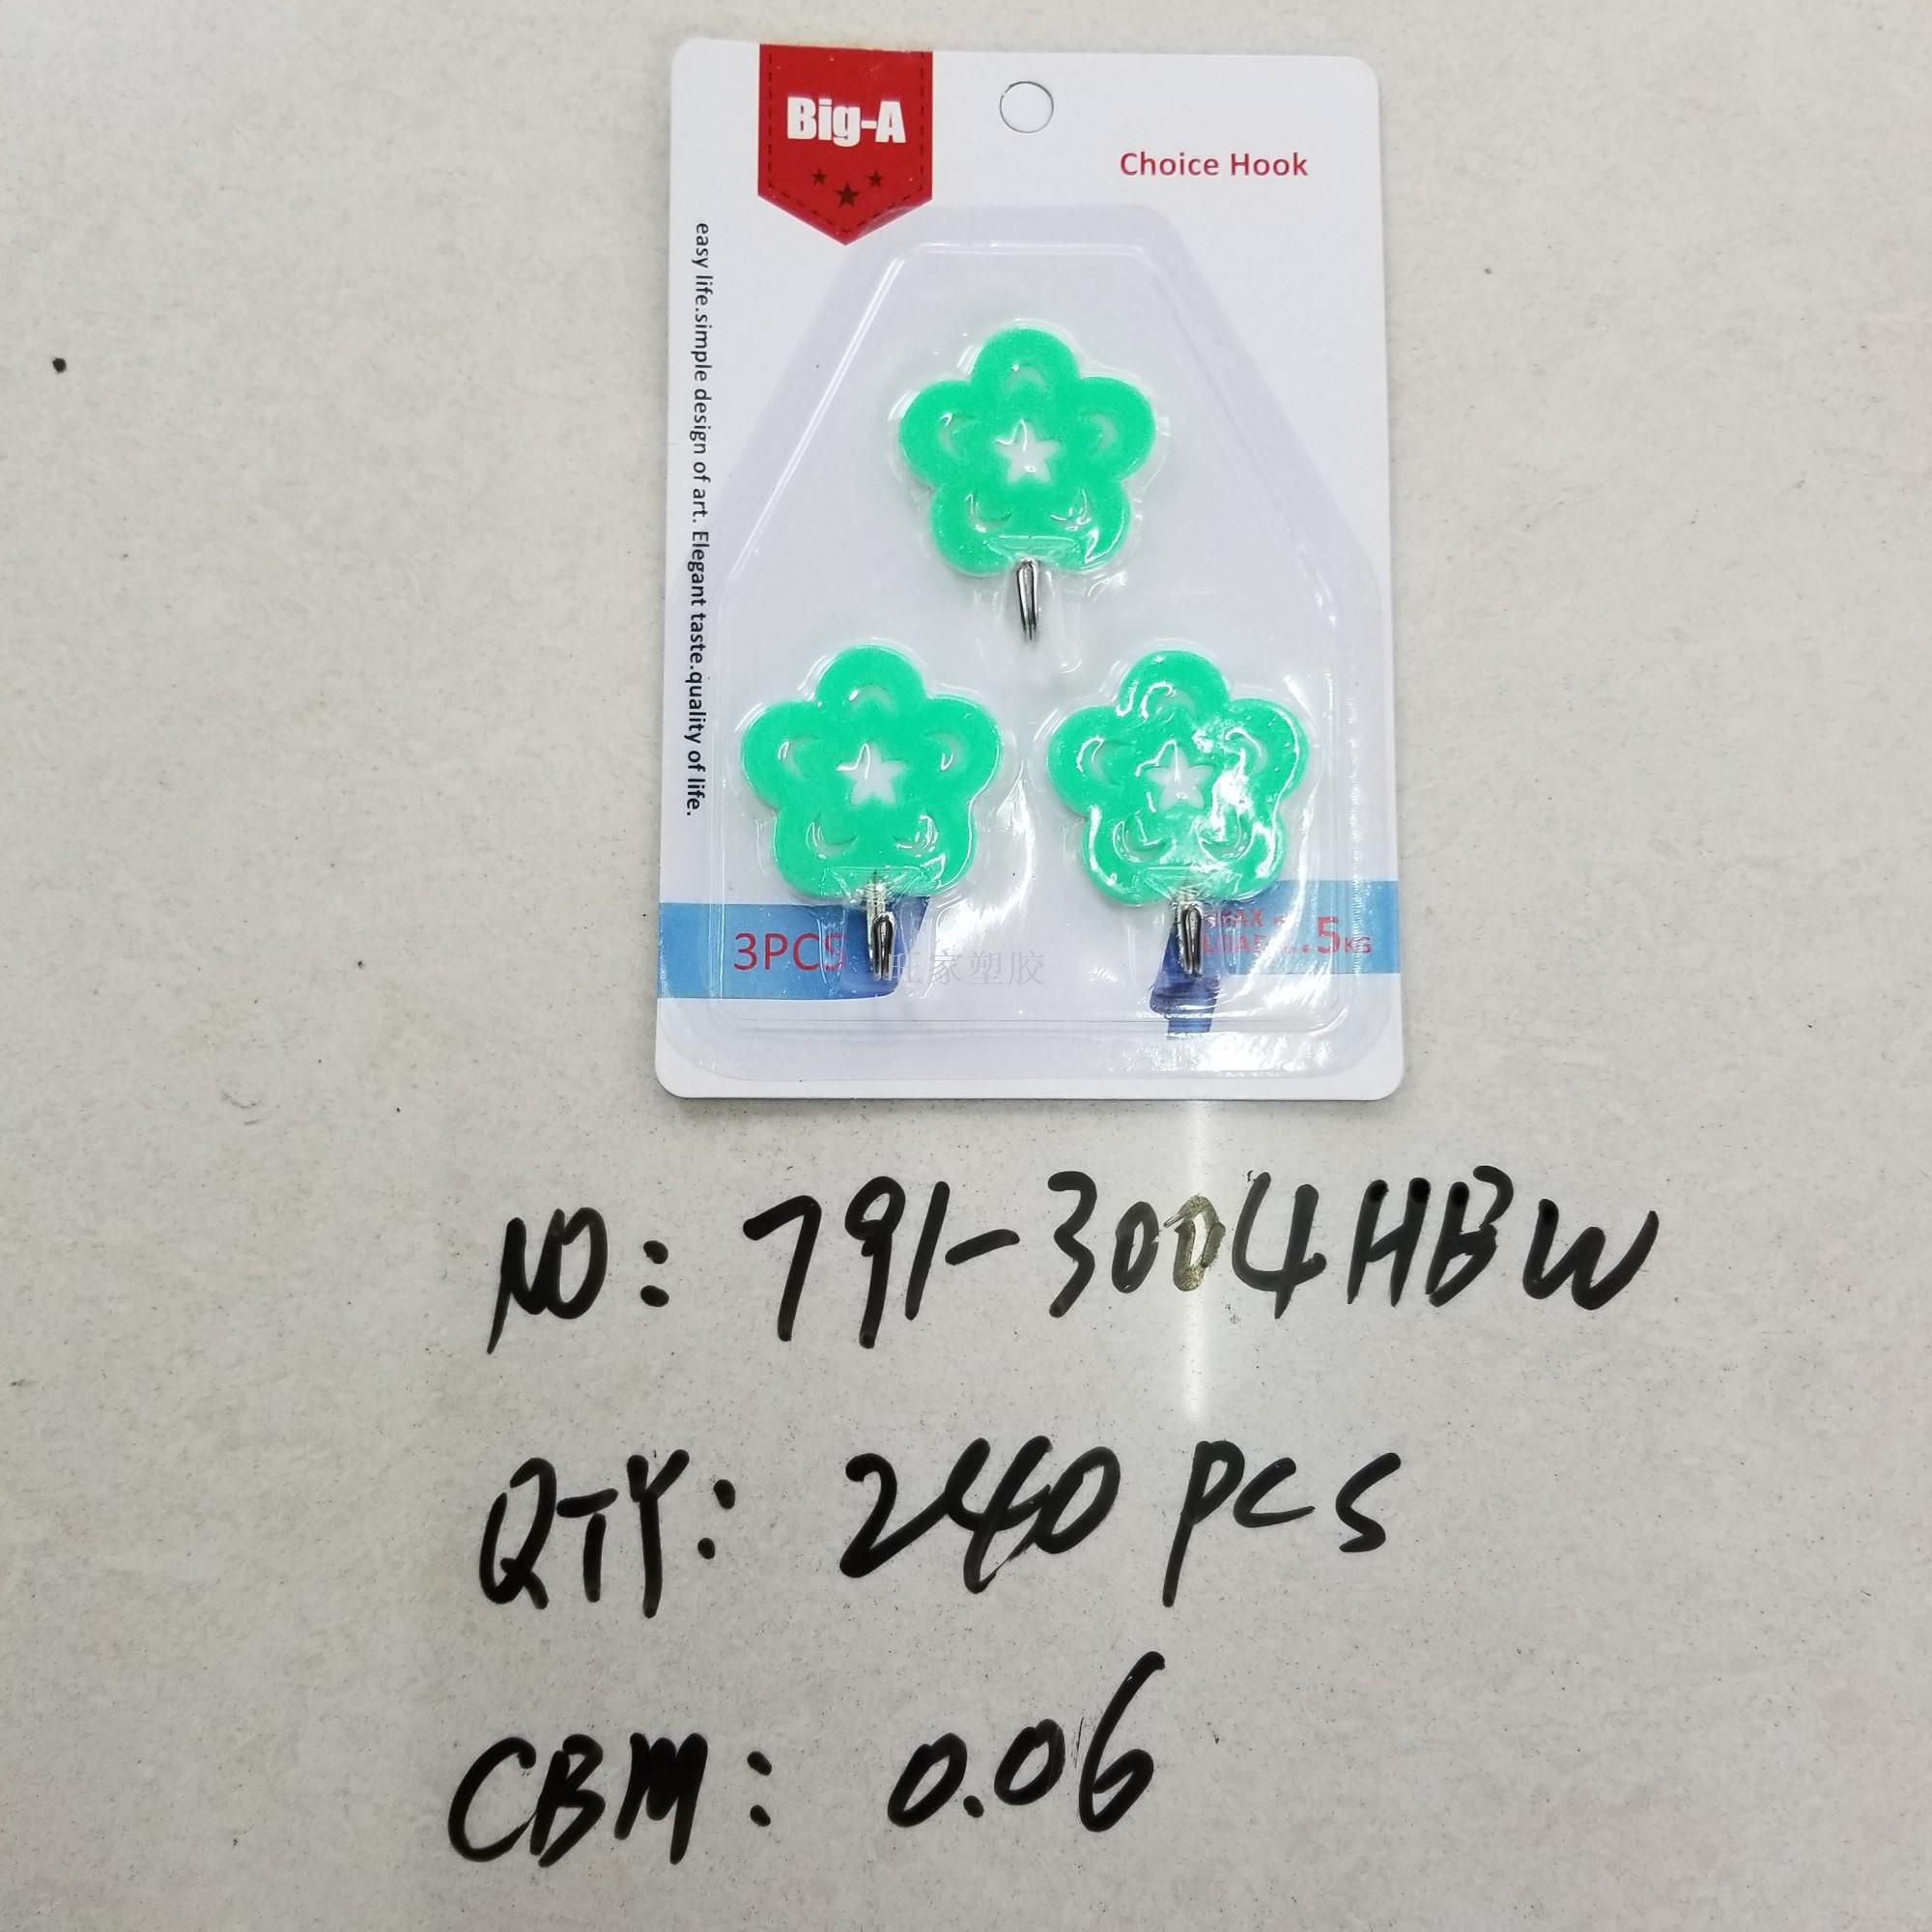 Big-A
Choice Hook
easy life.simple design of art. Elegant taste.quality of life.
3PCS
5KG
旺家塑胶
NO: 791-3004HBW
QTY: 240 PCS
CBM: 0.06